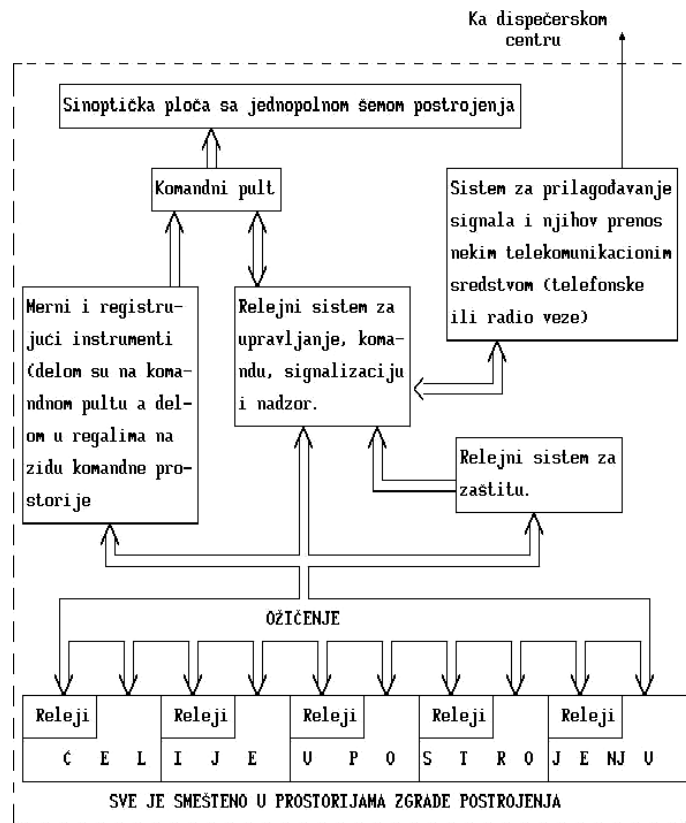 Ka dispečerskom
centru
Sinoptička ploča sa jednopolnom šemom postrojenja
Komandni pult
Sistem za prilagođavanje
signala i njihov prenos
nekim telekomunikacionim
sredstvom (telefonske
ili radio veze)
Merni i registru-
jući instrumenti
(delom su na koma-
ndnom pultu a del-
om u regalima na
zidu komandne pro-
storije
Relejni sistem za
upravljanje, koma-
ndu, signalizaciju
i nadzor.
Relejni sistem za
zaštitu.
OŽIČENJE
Releji Releji Releji Releji Releji
Ć E L I J E U P O S T R O J E NJ U
SVE JE SMEŠTENO U PROSTORIJAMA ZGRADE POSTROJENJA